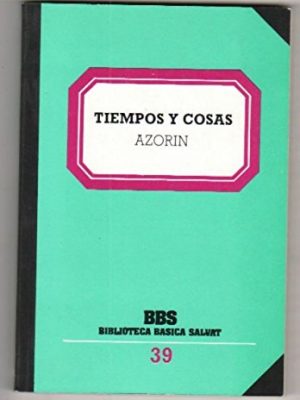 TIEMPOS Y COSAS
AZORIN
BBS
BIBLIOTECA BASICA SALVAT
39